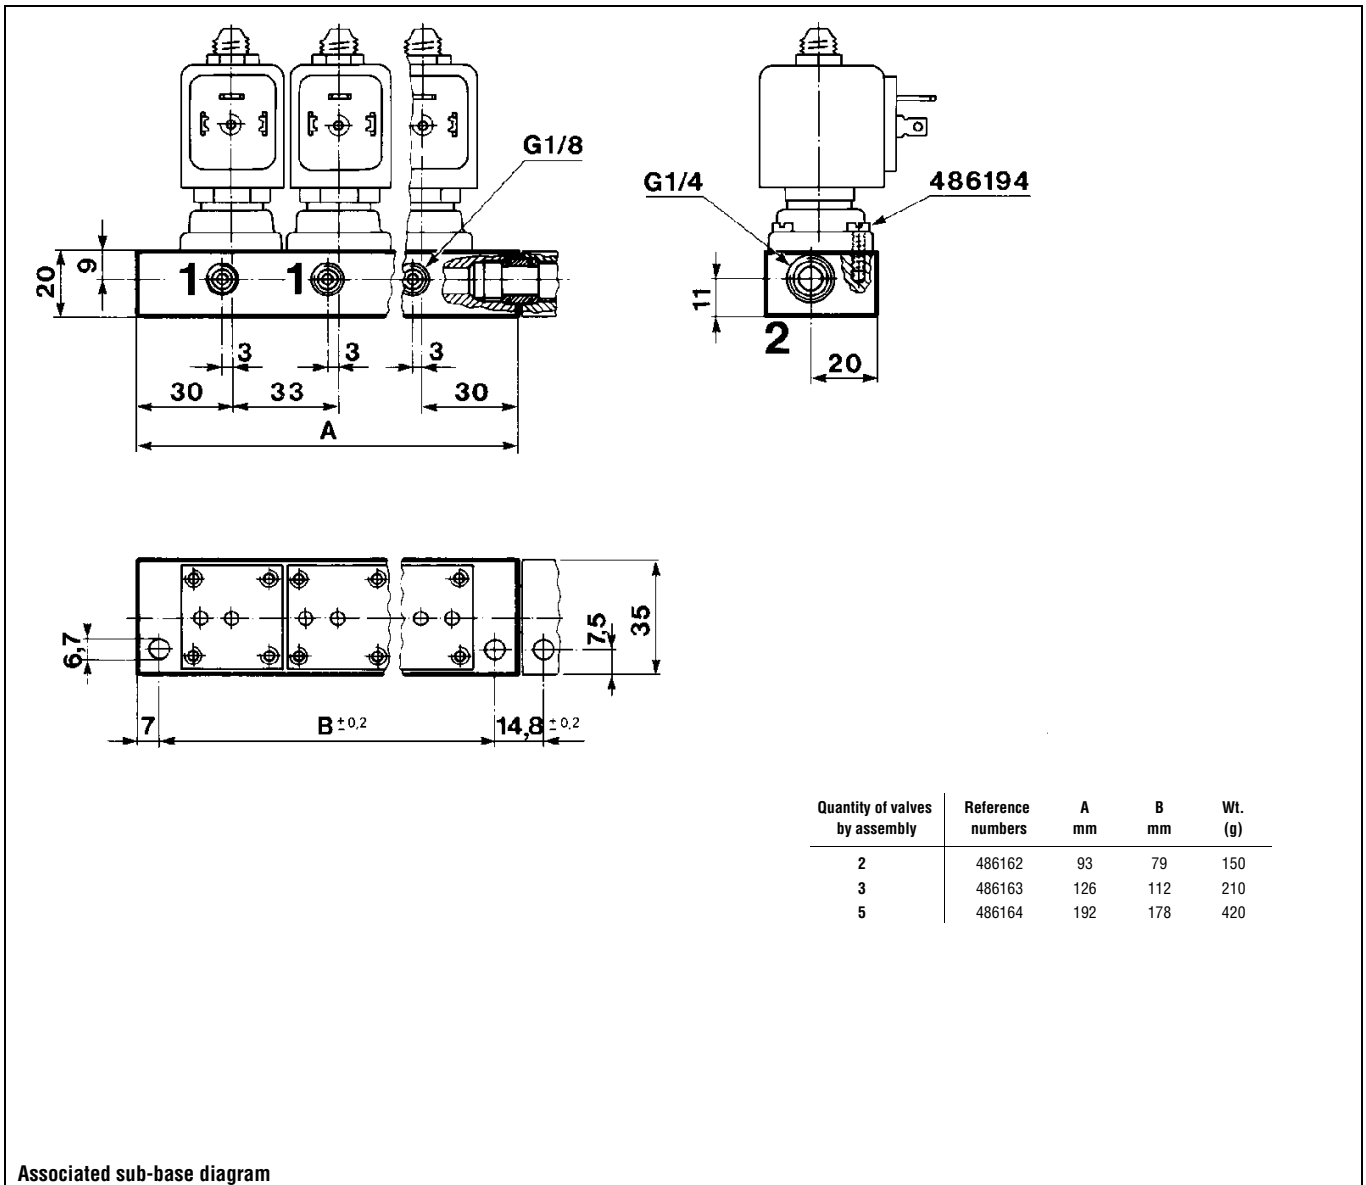 G1/8
G1/4
486194
20
9
1
1
11
2
20
3
3
3
30
33
30
A
6,7
7,5
35
7
B ±0,2
14,8 ±0,2
Quantity of valves by assembly
Reference numbers
A mm
B mm
Wt. (g)
2 486162 93 79 150
3 486163 126 112 210
5 486164 192 178 420
Associated sub-base diagram